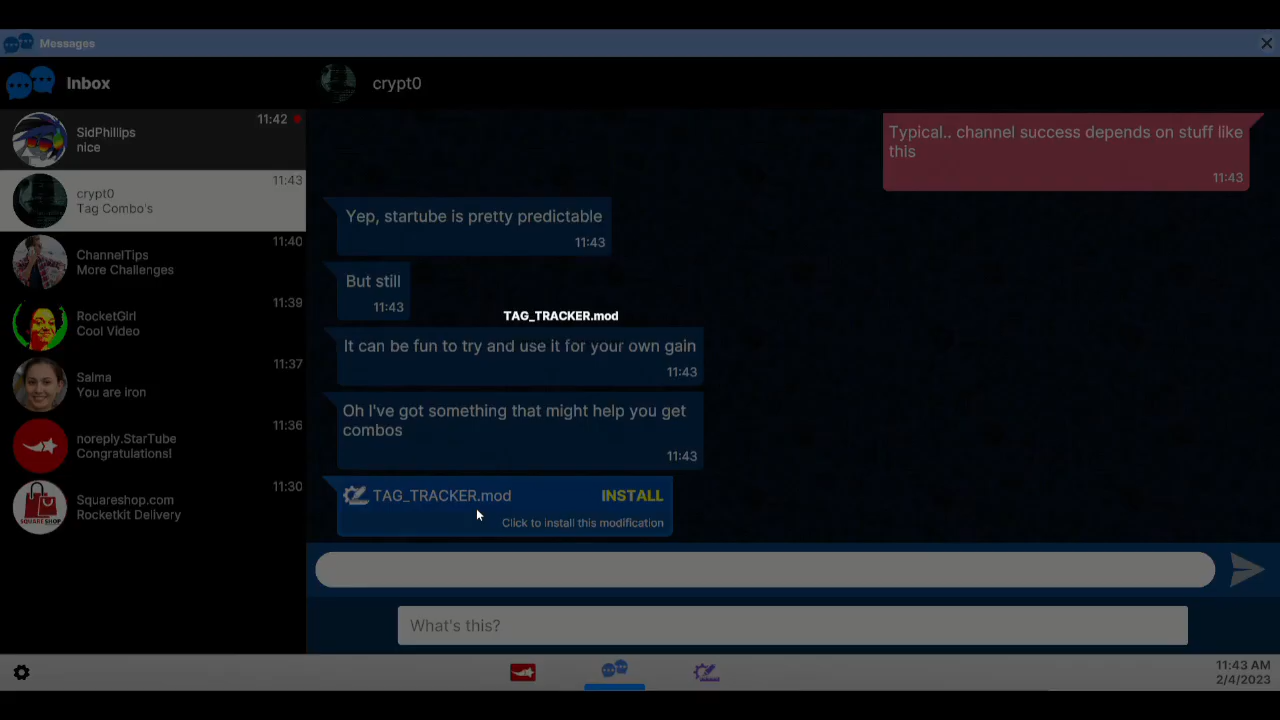 Messages
Inbox
crypt0
SidPhillips
nice
11:42
crypt0
Tag Combo's
11:43
ChannelTips
More Challenges
11:40
RocketGirl
Cool Video
11:39
Salma
You are iron
11:37
noreply.StarTube
Congratulations!
11:36
Squareshop.com
Rocketkit Delivery
11:30
SQUARE SHOP
Typical.. channel success depends on stuff like
this
11:43
Yep, startube is pretty predictable
11:43
But still
11:43
TAG_TRACKER.mod
It can be fun to try and use it for your own gain
11:43
Oh I've got something that might help you get
combos
11:43
TAG_TRACKER.mod INSTALL
Click to install this modification
What's this?
11:43 AM
2/4/2023